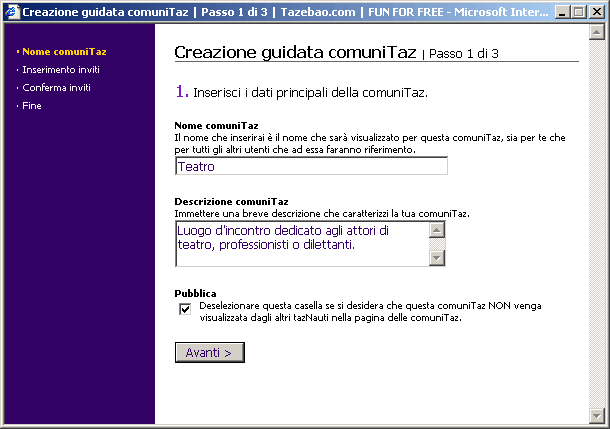 Creazione guidata comuniTaz | Passo 1 di 3 | Tazebao.com | FUN FOR FREE - Microsoft Inter...
· Nome comuniTaz
· Inserimento inviti
· Conferma inviti
· Fine
Creazione guidata comuniTaz | Passo 1 di 3
1. Inserisci i dati principali della comuniTaz.
Nome comuniTaz
Il nome che inserirai è il nome che sarà visualizzato per questa comuniTaz, sia per te che
per tutti gli altri utenti che ad essa faranno riferimento.
Teatro
Descrizione comuniTaz
Immettere una breve descrizione che caratterizzi la tua comuniTaz.
Luogo d'incontro dedicato agli attori di
teatro, professionisti o dilettanti.
Pubblica
Deselezionare questa casella se si desidera che questa comuniTaz NON venga
visualizzata dagli altri tazNauti nella pagina delle comuniTaz.
Avanti >